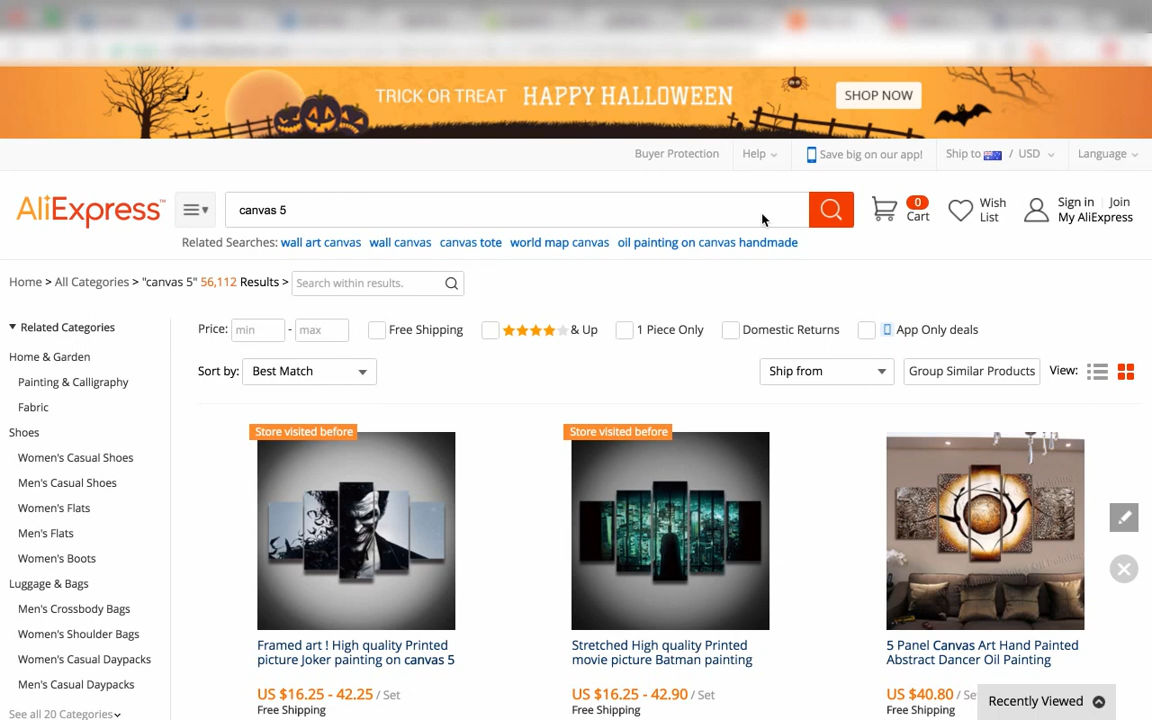 TRICK OR TREAT HAPPY HALLOWEEN SHOP NOW
Buyer Protection Help Save big on our app! Ship to / USD Language
AliExpress™ canvas 5 0 Cart Wish List Sign in Join My AliExpress
Related Searches: wall art canvas wall canvas canvas tote world map canvas oil painting on canvas handmade
Home > All Categories > "canvas 5" 56,112 Results > Search within results.
Related Categories
Home & Garden
Painting & Calligraphy
Fabric
Shoes
Women's Casual Shoes
Men's Casual Shoes
Women's Flats
Men's Flats
Women's Boots
Luggage & Bags
Men's Crossbody Bags
Women's Shoulder Bags
Women's Casual Daypacks
Men's Casual Daypacks
See all 20 Categories
Price: min - max Free Shipping & Up 1 Piece Only Domestic Returns App Only deals
Sort by: Best Match Ship from Group Similar Products View:
Store visited before
Framed art ! High quality Printed
picture Joker painting on canvas 5
US $16.25 - 42.25 / Set
Free Shipping
Store visited before
Stretched High quality Printed
movie picture Batman painting
US $16.25 - 42.90 / Set
Free Shipping
5 Panel Canvas Art Hand Painted
Abstract Dancer Oil Painting
US $40.80 / Se
Free Shipping
Recently Viewed